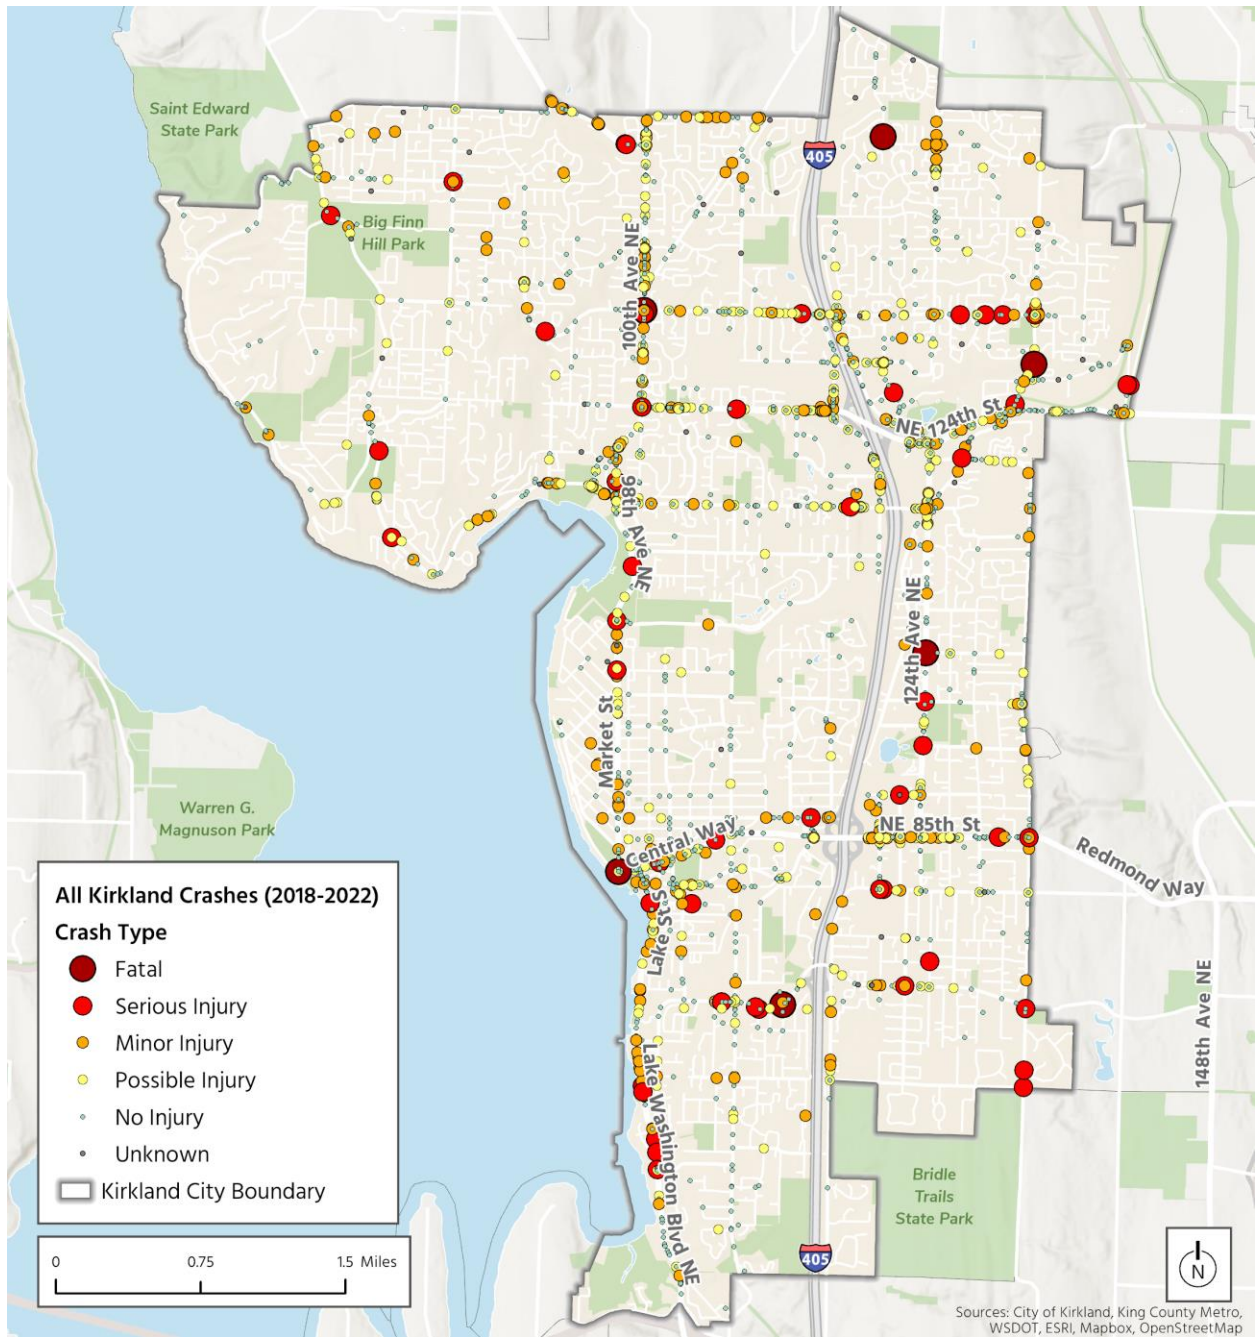 Saint Edward
State Park
405
Big Finn
Hill Park
100th Ave NE
NE 124th St
98th Ave NE
124th Ave NE
Market St
Warren G.
Magnuson Park
NE 85th St
Central Way
Redmond Way
Lake St S
148th Ave NE
Lake Washington Blvd NE
Bridle
Trails
State Park
405
All Kirkland Crashes (2018-2022)
Crash Type
Fatal
Serious Injury
Minor Injury
Possible Injury
No Injury
Unknown
Kirkland City Boundary
0 0.75 1.5 Miles
N
Sources: City of Kirkland, King County Metro,
WSDOT, ESRI, Mapbox, OpenStreetMap